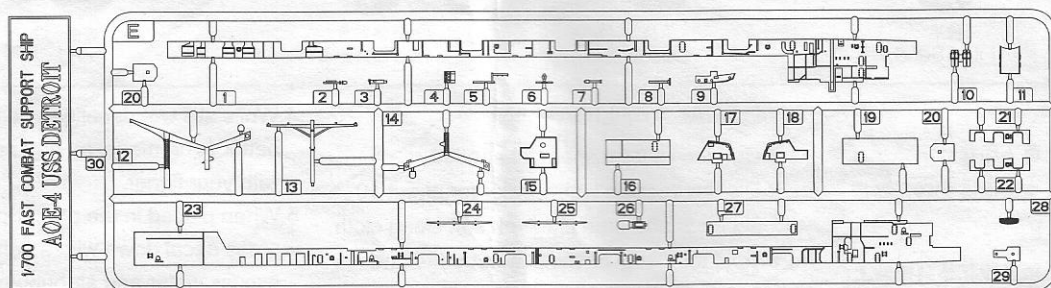 1/700 FAST COMBAT SUPPORT SHIP
AOE-4 USS DETROIT
E
20 1 2 3 4 5 6 7 8 9 10 11
30 12 13 14 15 16 17 18 19 20 21 22
23 24 25 26 27 28 29